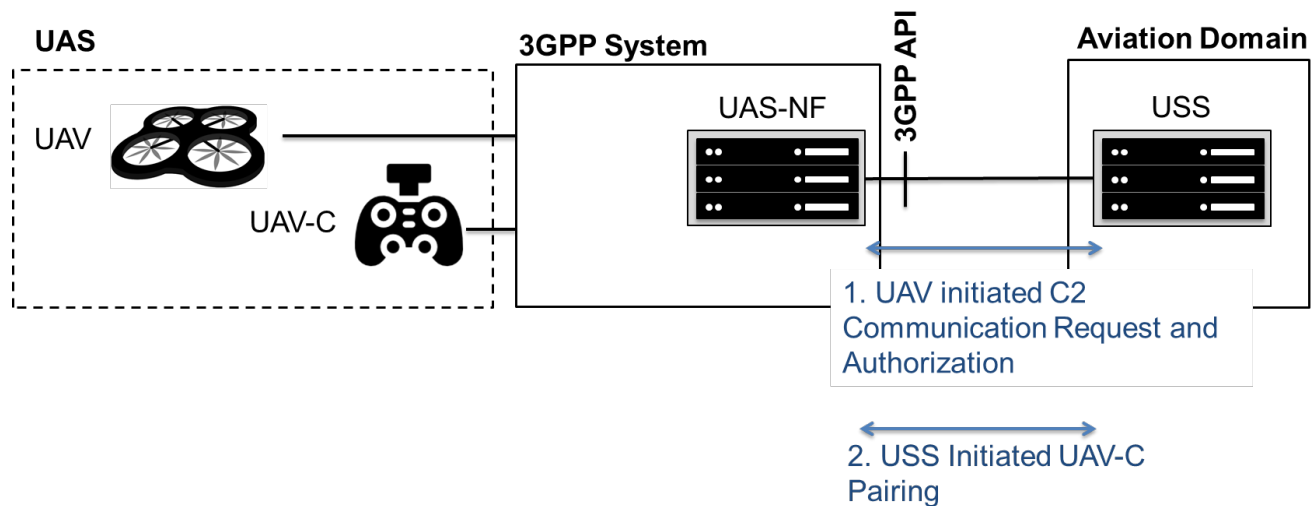 UAS
3GPP System
3GPP API
Aviation Domain
UAV
UAS-NF
USS
UAV-C
1. UAV initiated C2
Communication Request and
Authorization
2. USS Initiated UAV-C
Pairing